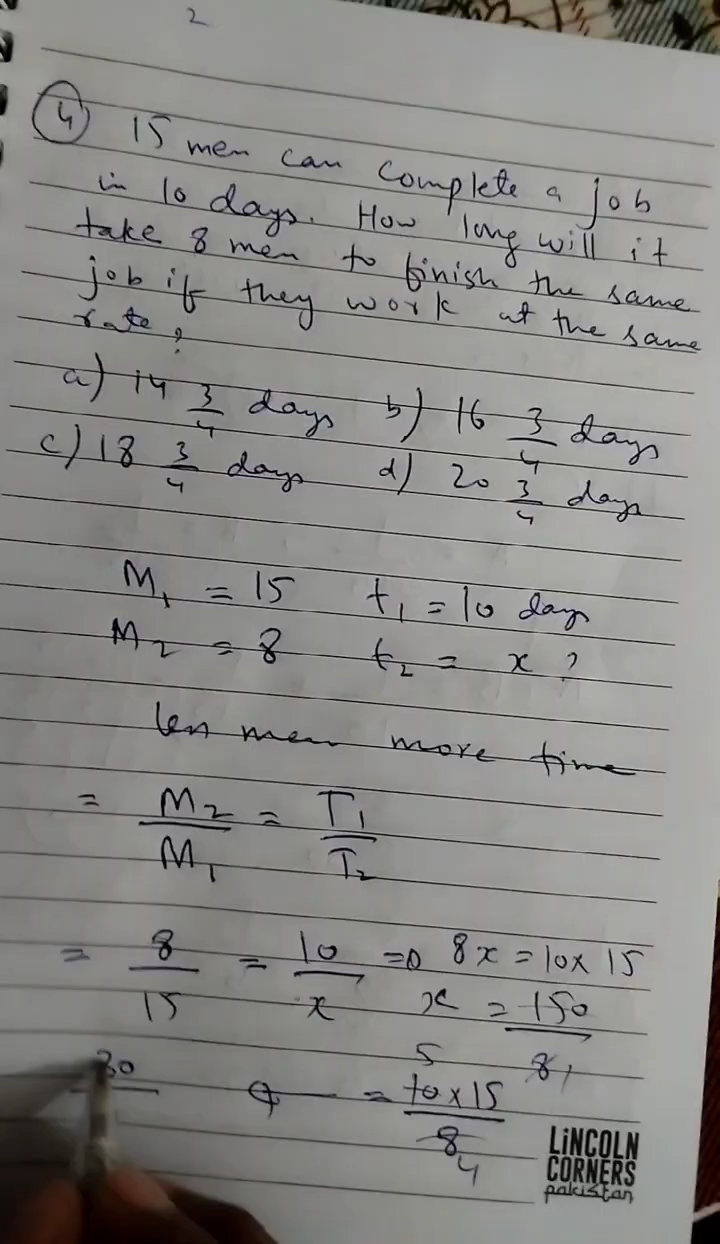 2
4 15 men can complete a job
in 10 days. How long will it
take 8 men to finish the same
job if they work at the same
rate?
a) 14 3/4 days b) 16 3/4 days
c) 18 3/4 days d) 20 3/4 days
M1 = 15 t1 = 10 days
M2 = 8 t2 = x ?
less men more time
= M2/M1 = T1/T2
= 8/15 = 10/x => 8x = 10 x 15
x = 150/8
= 10 x 15/8
5
4
LINCOLN
CORNERS
pakistan